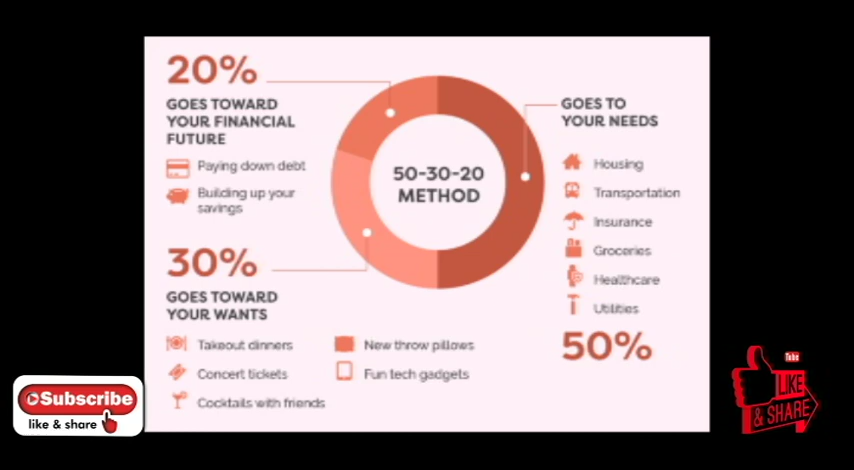 20%
GOES TOWARD
YOUR FINANCIAL
FUTURE
Paying down debt
Building up your
savings
30%
GOES TOWARD
YOUR WANTS
Takeout dinners
Concert tickets
Cocktails with friends
New throw pillows
Fun tech gadgets
50-30-20
METHOD
GOES TO
YOUR NEEDS
Housing
Transportation
Insurance
Groceries
Healthcare
Utilities
50%
Subscribe
like & share
Tube
LIKE
& SHARE